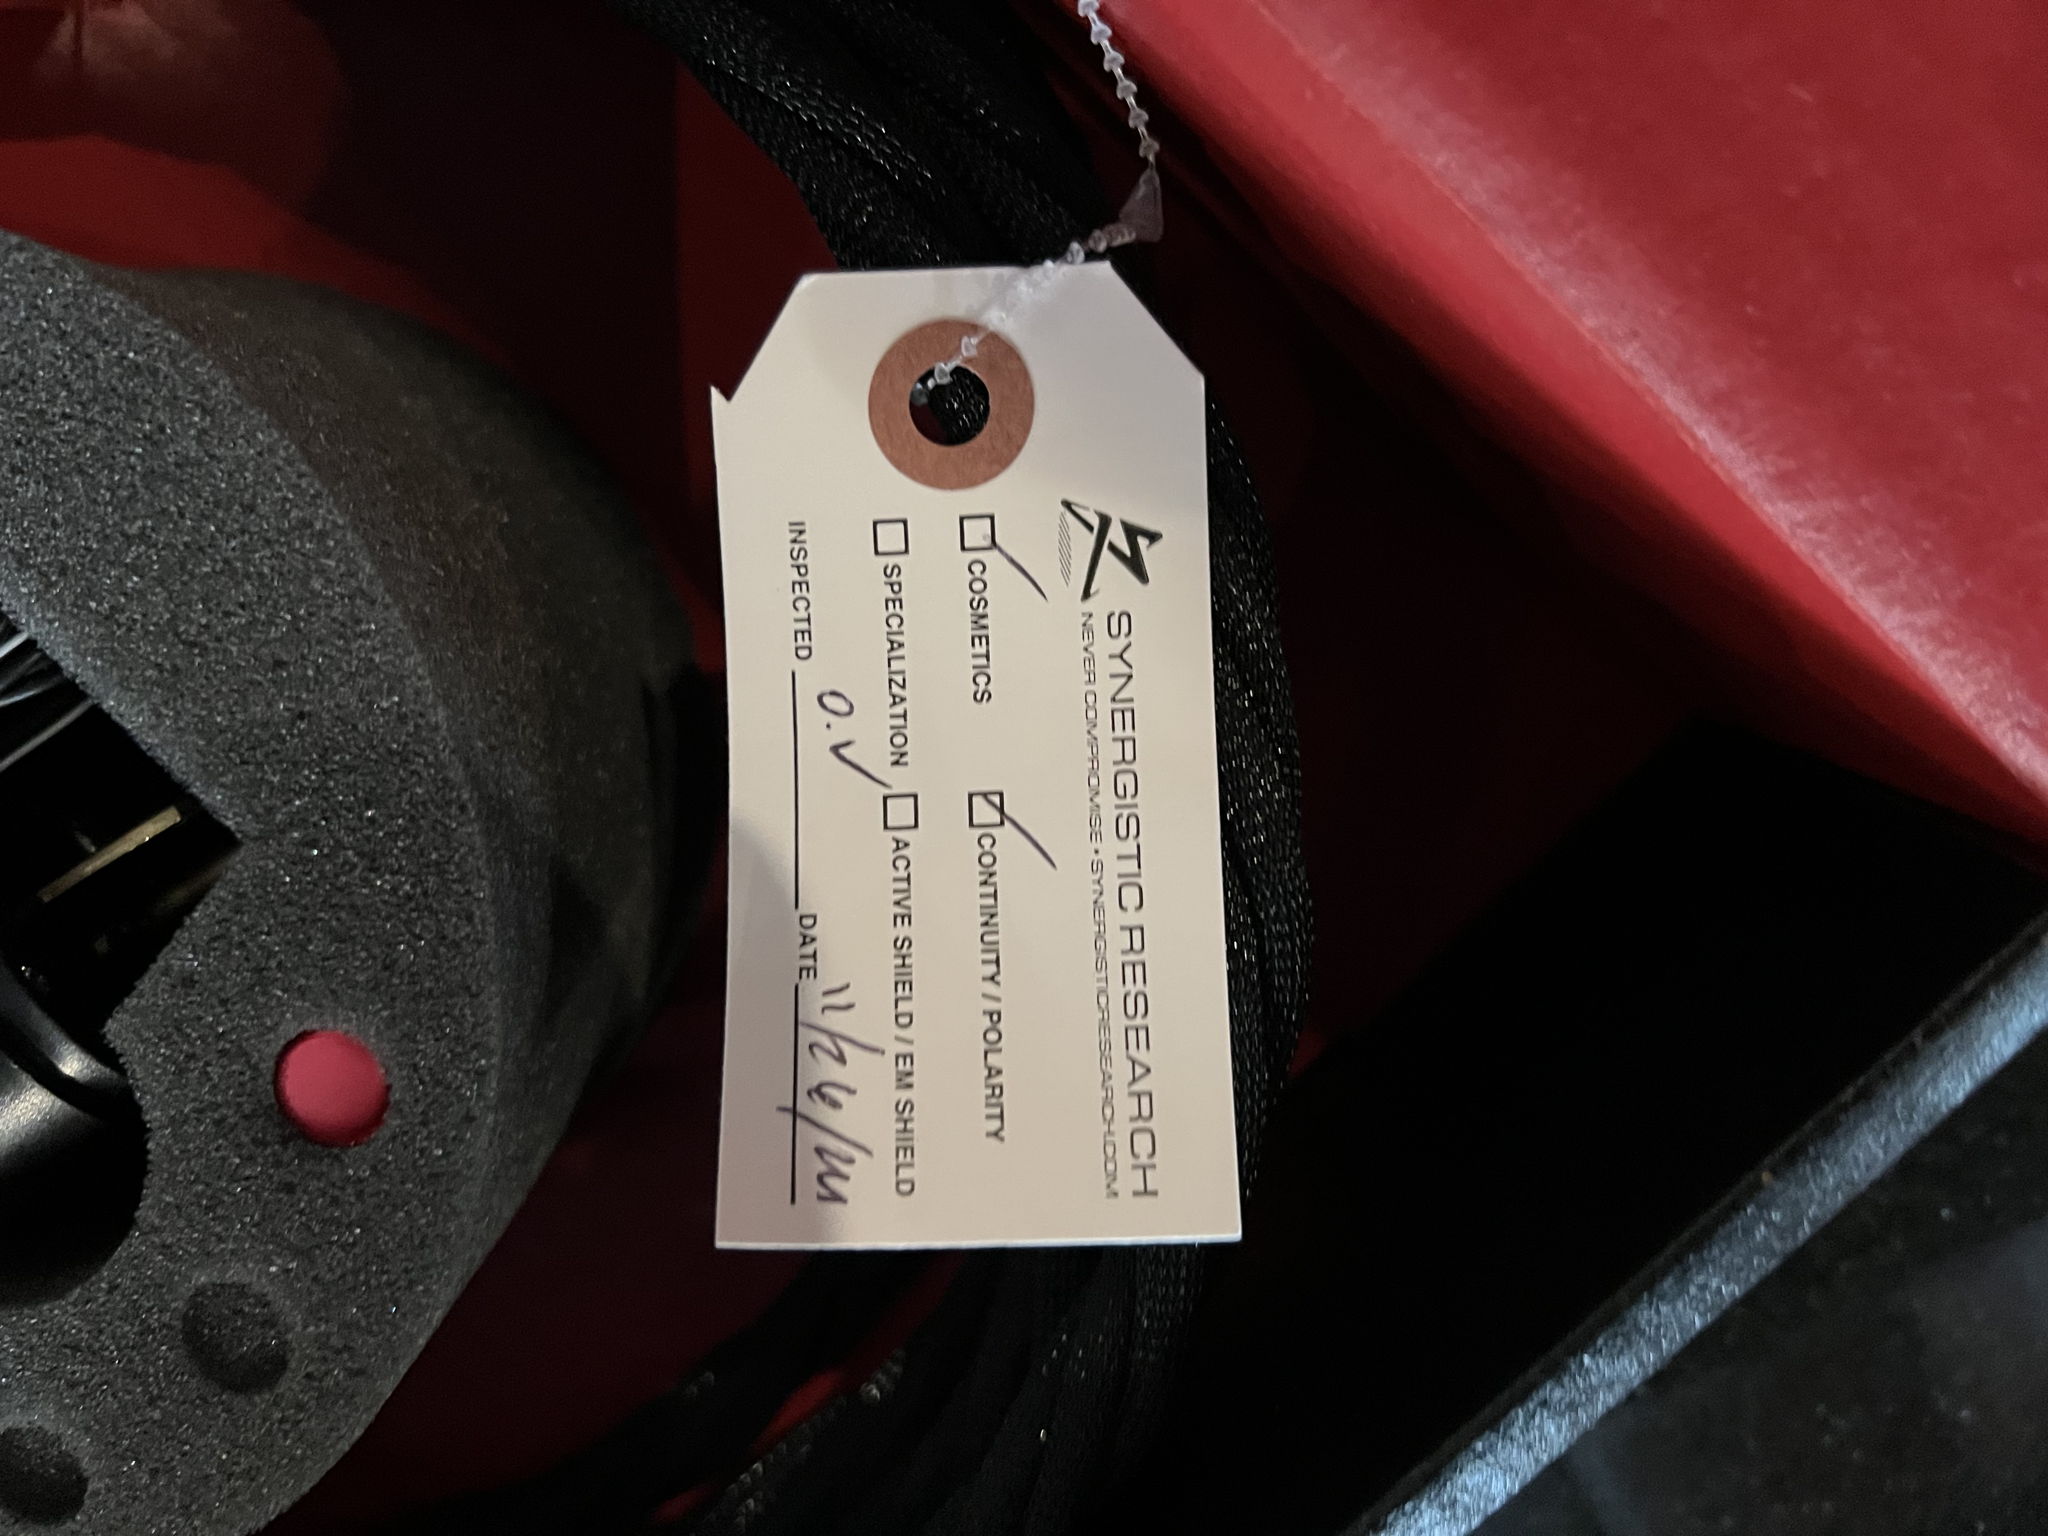 SYNERGISTIC RESEARCH
NEVER COMPROMISE • SYNERGISTICRESEARCH.COM
COSMETICS CONTINUITY / POLARITY
SPECIALIZATION ACTIVE SHIELD / EM SHIELD
INSPECTED O.V DATE